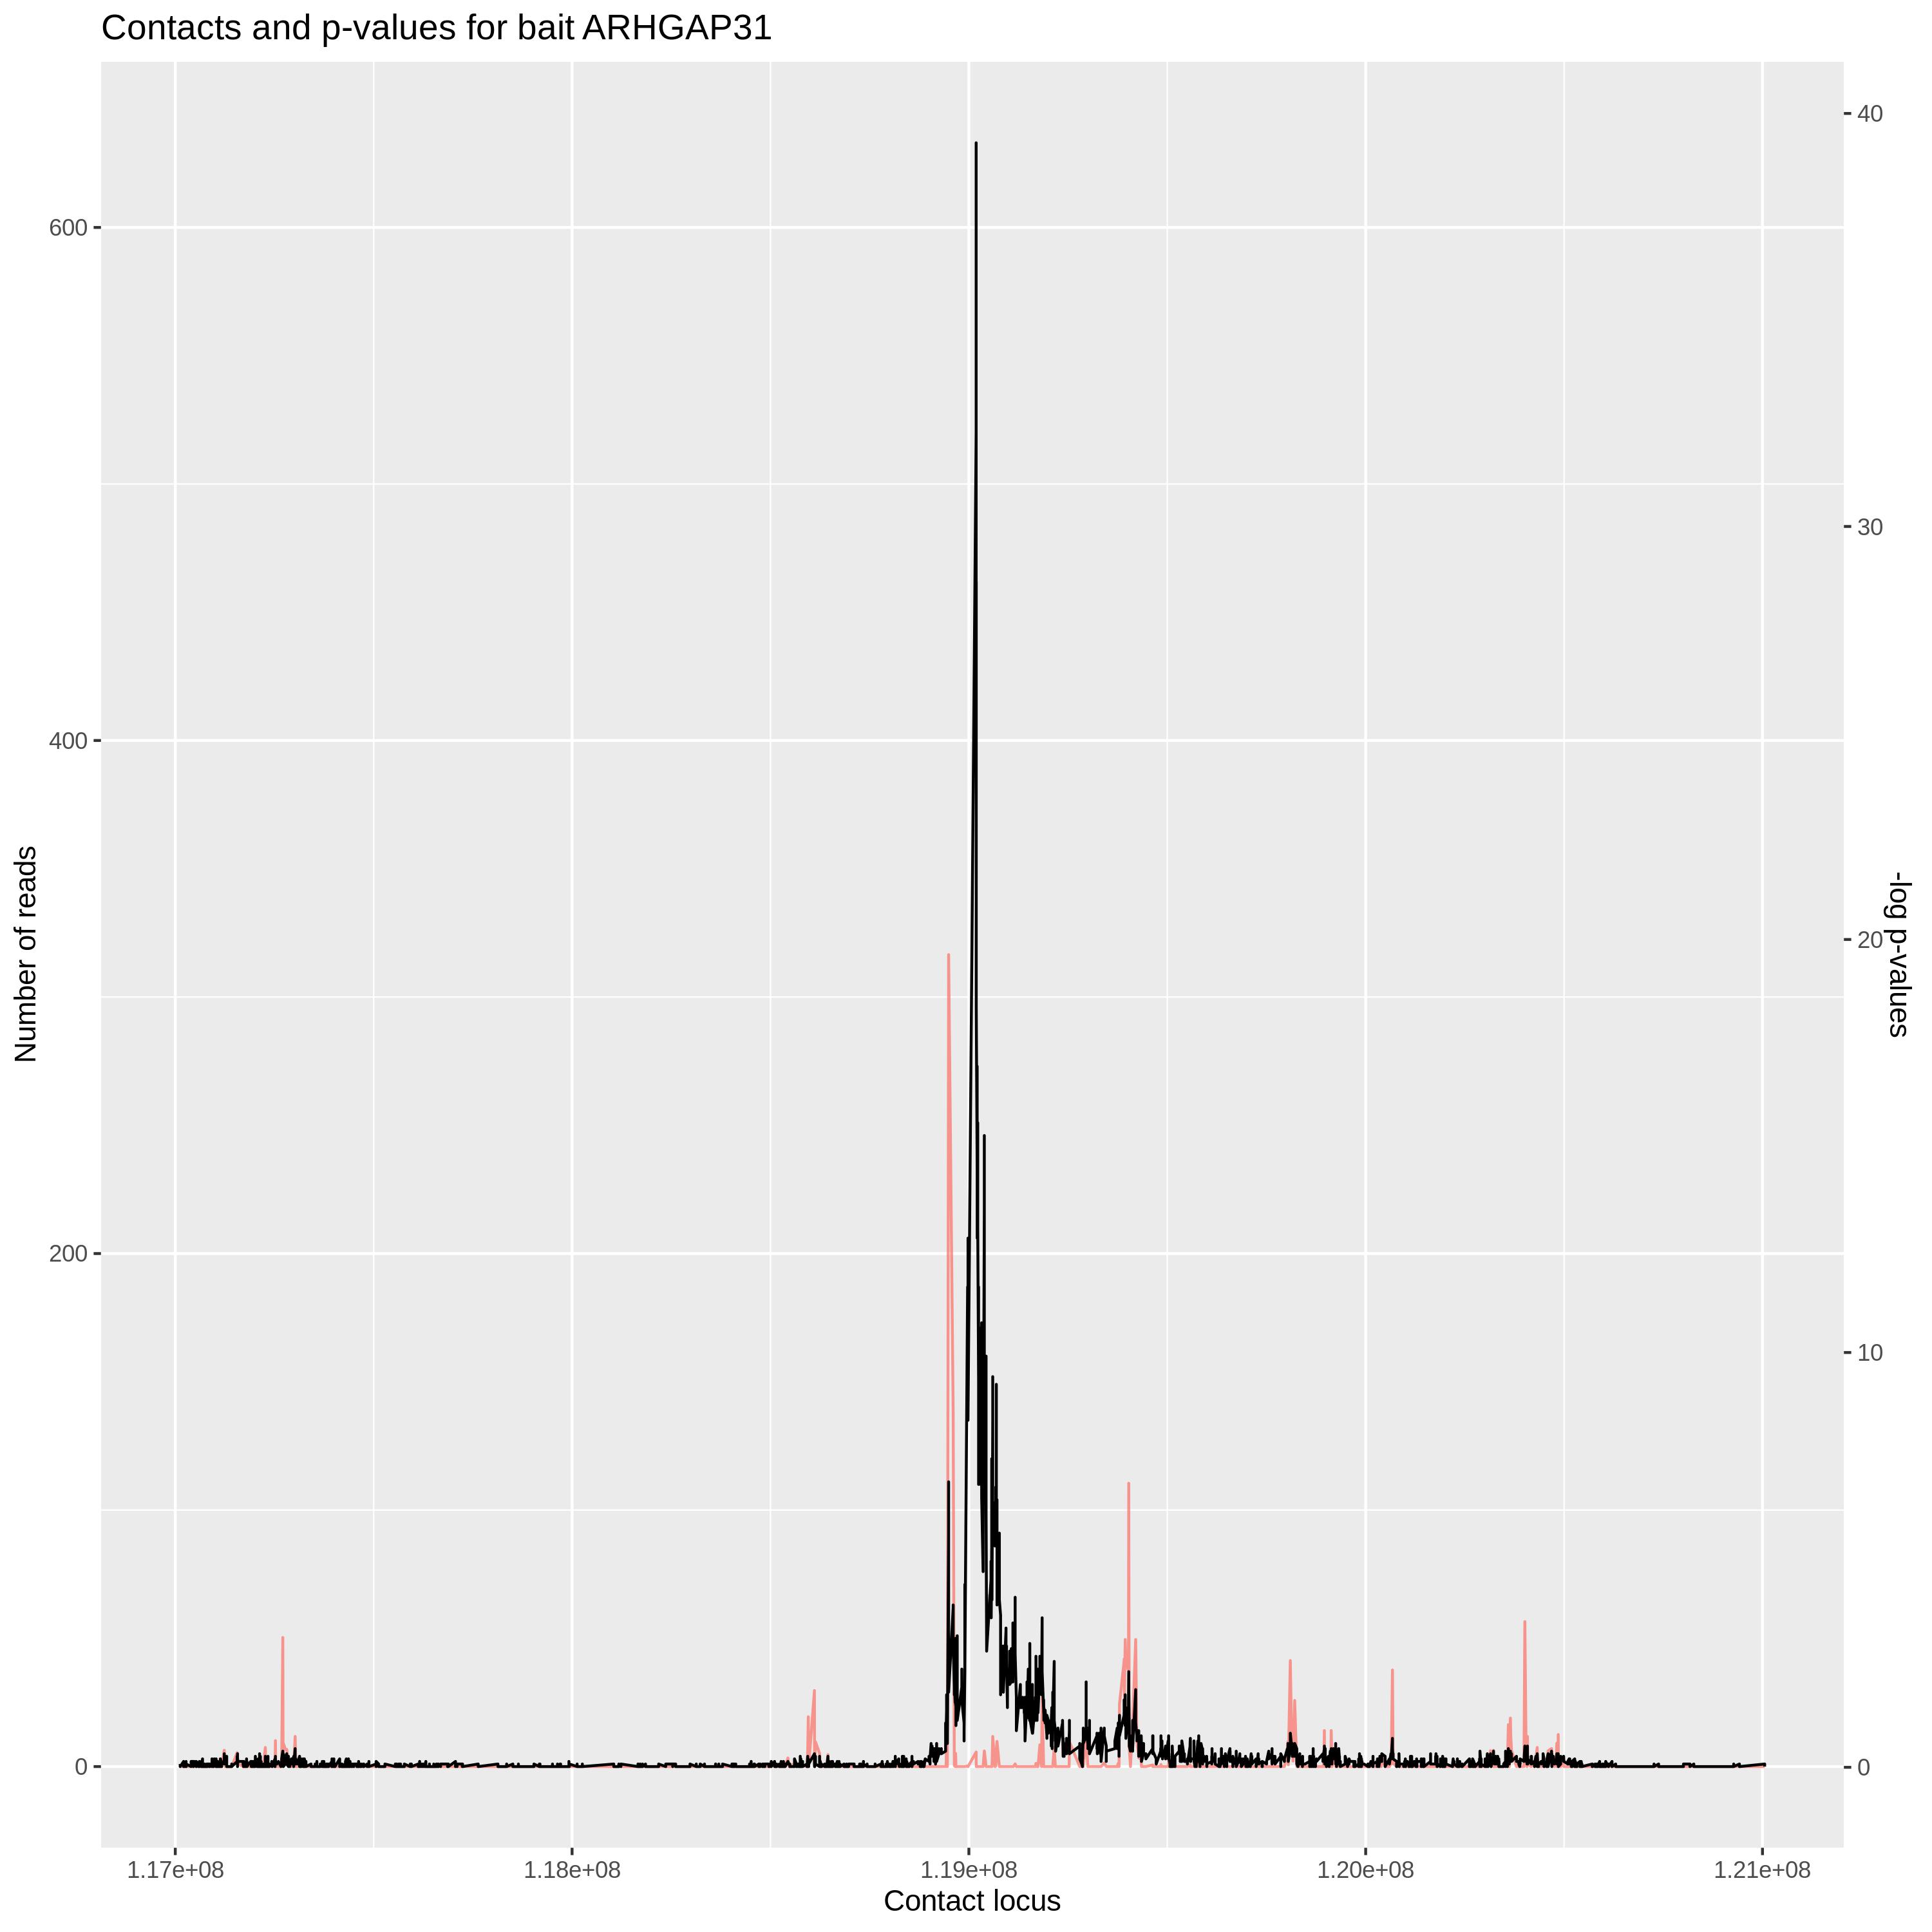 Contacts and p-values for bait ARHGAP31
600
400
200
0
40
30
20
10
0
Number of reads
-log p-values
1.17e+08
1.18e+08
1.19e+08
1.20e+08
1.21e+08
Contact locus